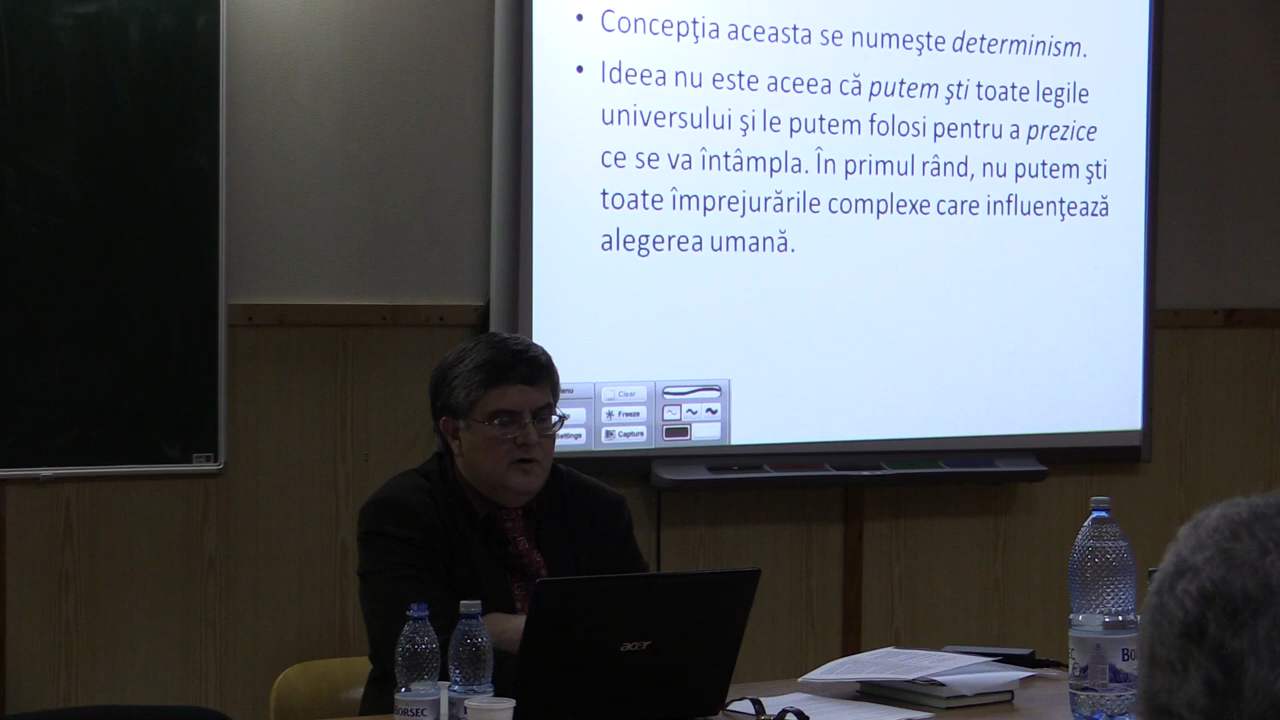 • Concepţia aceasta se numeşte determinism.
• Ideea nu este aceea că putem şti toate legile
universului şi le putem folosi pentru a prezice
ce se va întâmpla. În primul rând, nu putem şti
toate împrejurările complexe care influenţează
alegerea umană.
Clear
Freeze
Capture
acer
BORSEC